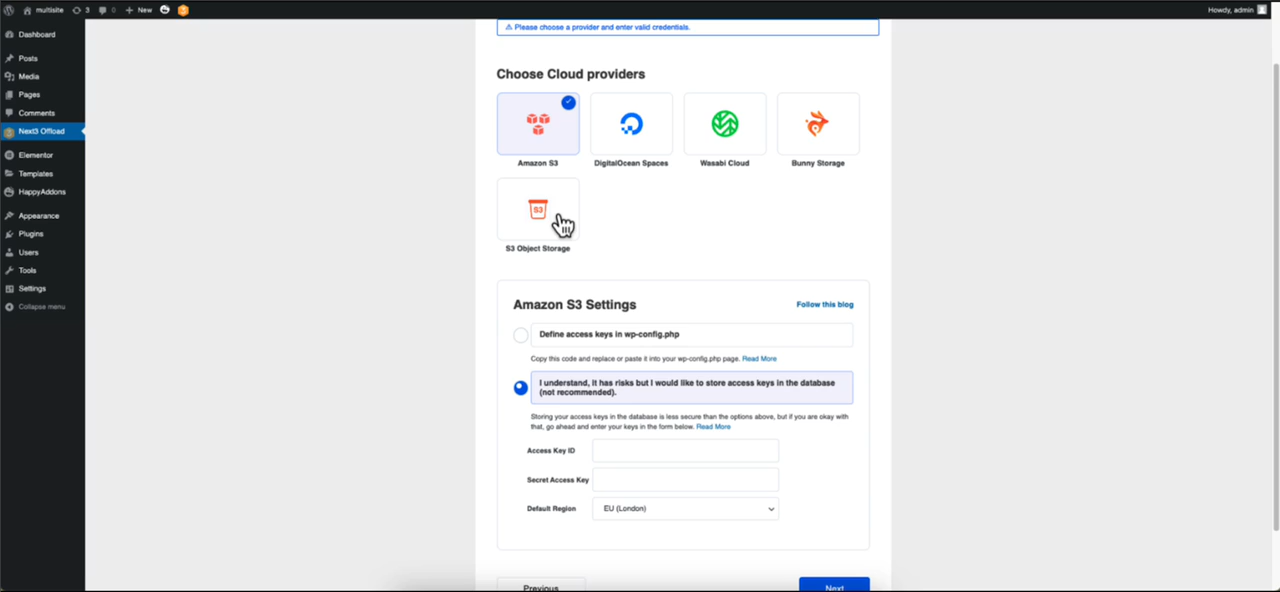 multisite 3 0 + New Howdy, admin
Dashboard
Posts
Media
Pages
Comments
Next3 Offload
Elementor
Templates
HappyAddons
Appearance
Plugins
Users
Tools
Settings
Collapse menu
Please choose a provider and enter valid credentials.
Choose Cloud providers
Amazon S3 DigitalOcean Spaces Wasabi Cloud Bunny Storage
S3
S3 Object Storage
Amazon S3 Settings Follow this blog
Define access keys in wp-config.php
Copy this code and replace or paste it into your wp-config.php page. Read More
I understand, it has risks but I would like to store access keys in the database
(not recommended).
Storing your access keys in the database is less secure than the options above, but if you are okay with
that, go ahead and enter your keys in the form below. Read More
Access Key ID
Secret Access Key
Default Region EU (London)
Previous Next